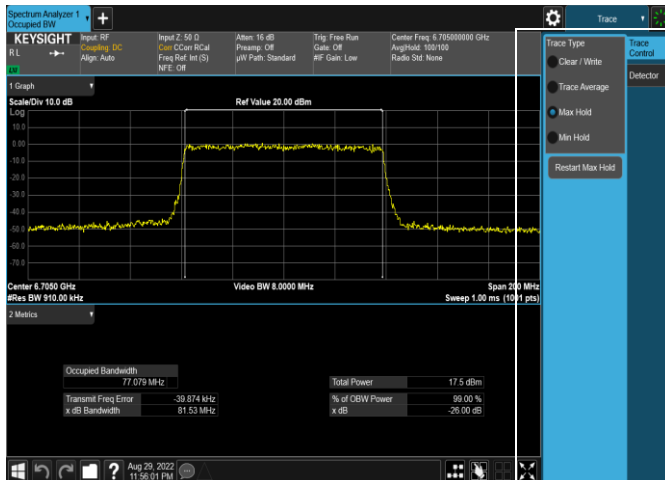 Spectrum Analyzer 1
Occupied BW
Trace
KEYSIGHT
Input: RF
Coupling: DC
Align: Auto
Input Z: 50 Ω
Corr CCorr RCal
Freq Ref: Int (S)
NFE: Off
Atten: 16 dB
Preamp: Off
µW Path: Standard
Trig: Free Run
Gate: Off
#IF Gain: Low
Center Freq: 6.705000000 GHz
Avg|Hold: 100/100
Radio Std: None
R L
LXI
1 Graph
Scale/Div 10.0 dB
Ref Value 20.00 dBm
Log
10.0
0.00
-10.0
-20.0
-30.0
-40.0
-50.0
-60.0
-70.0
Center 6.7050 GHz
Video BW 8.0000 MHz
Span 200 MHz
#Res BW 910.00 kHz
Sweep 1.00 ms (1001 pts)
2 Metrics
Occupied Bandwidth
77.079 MHz
Total Power 17.5 dBm
Transmit Freq Error -39.874 kHz
% of OBW Power 99.00 %
x dB Bandwidth 81.53 MHz
x dB -26.00 dB
Aug 29, 2022
11:56:01 PM
Trace Type
Clear / Write
Trace Average
Max Hold
Min Hold
Restart Max Hold
Trace
Control
Detector